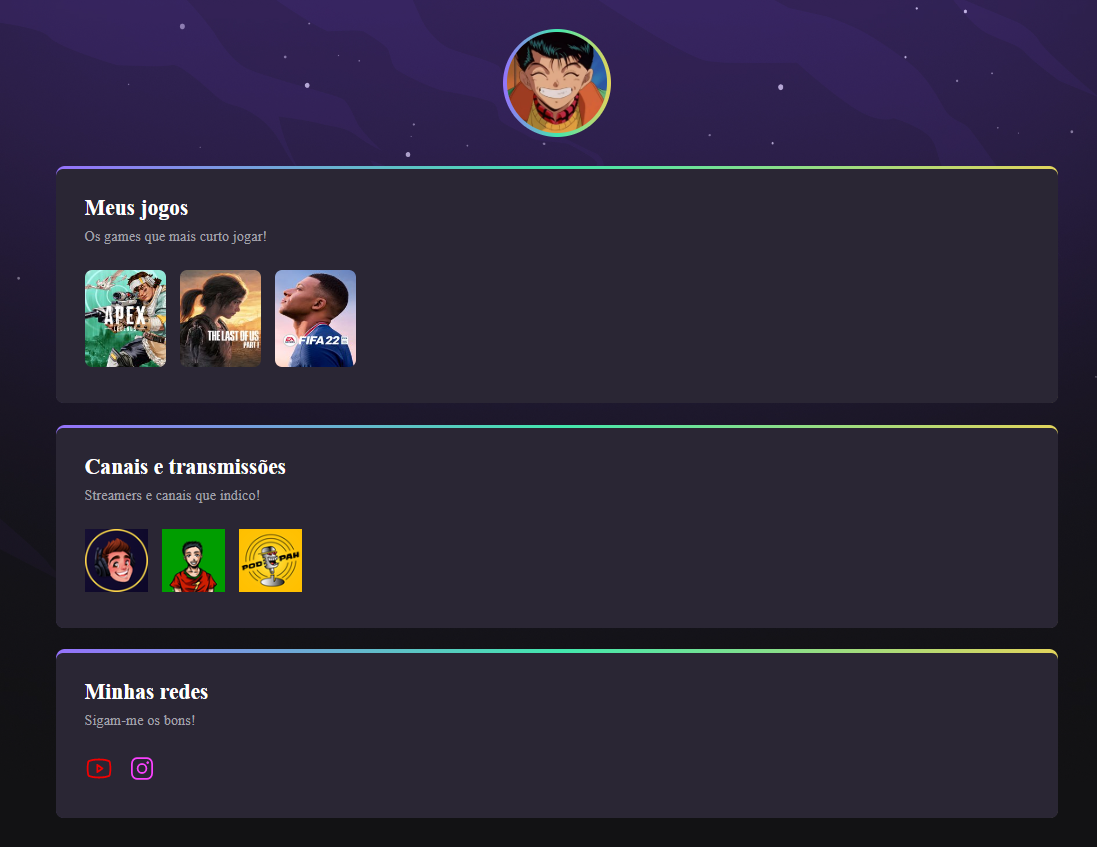 Meus jogos
Os games que mais curto jogar!
APEX
LEGENDS
THE LAST OF US
PART I
FIFA 22
Canais e transmissões
Streamers e canais que indico!
POD PAH
Minhas redes
Sigam-me os bons!